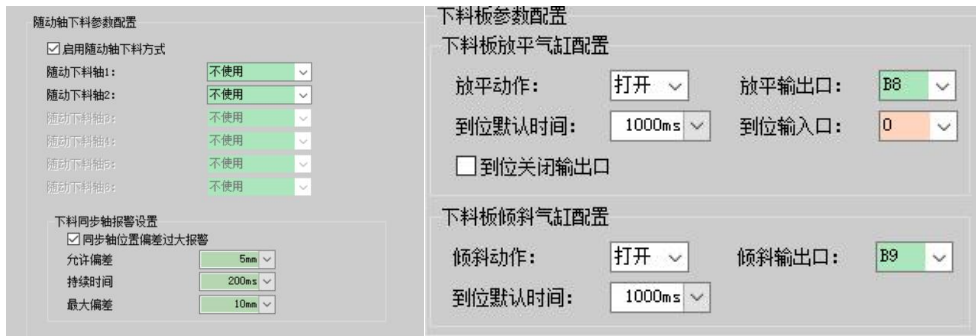 随动轴下料参数配置
启用随动轴下料方式
随动下料轴1: 不使用
随动下料轴2: 不使用
随动下料轴3: 不使用
随动下料轴4: 不使用
随动下料轴5: 不使用
随动下料轴6: 不使用
下料同步轴报警设置
同步轴位置偏差过大报警
允许偏差 5mm
持续时间 200ms
最大偏差 10mm
下料板参数配置
下料板放平气缸配置
放平动作: 打开 放平输出口: B8
到位默认时间: 1000ms 到位输入口: 0
到位关闭输出口
下料板倾斜气缸配置
倾斜动作: 打开 倾斜输出口: B9
到位默认时间: 1000ms